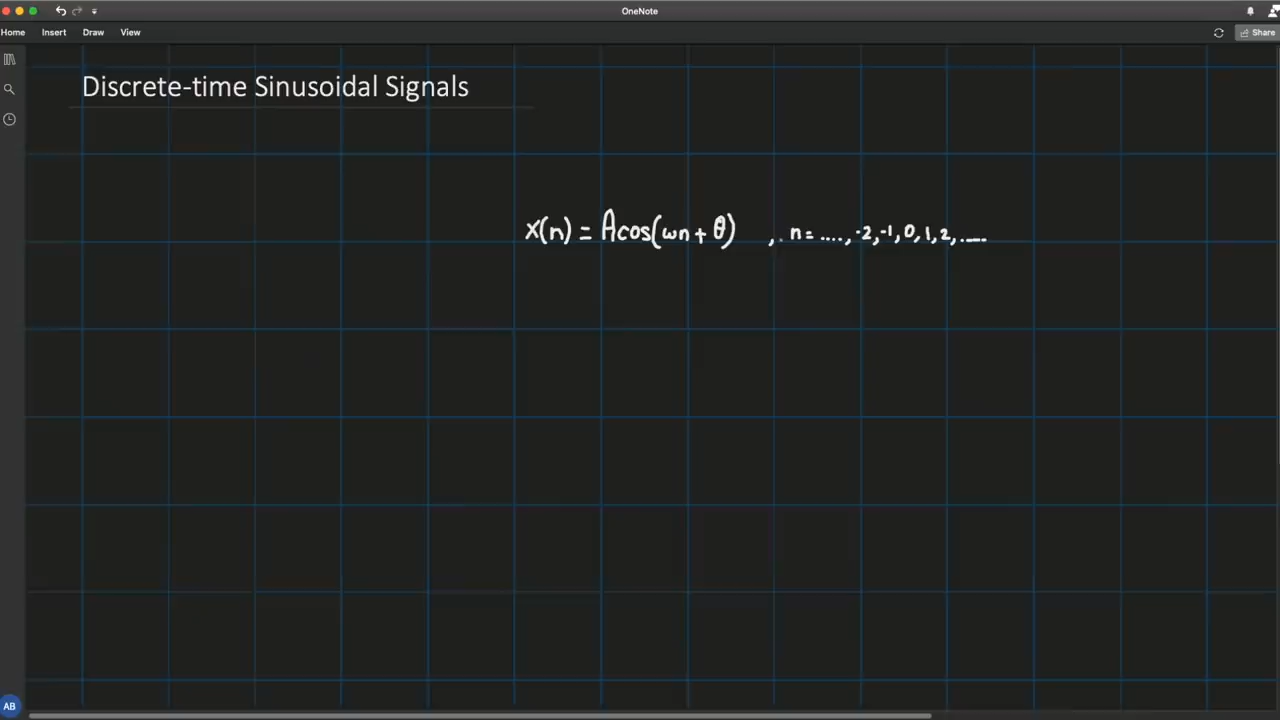 OneNote
Home Insert Draw View Share
Discrete-time Sinusoidal Signals
x(n) = Acos(ωn + θ) , n = ...., -2, -1, 0, 1, 2, .....
AB